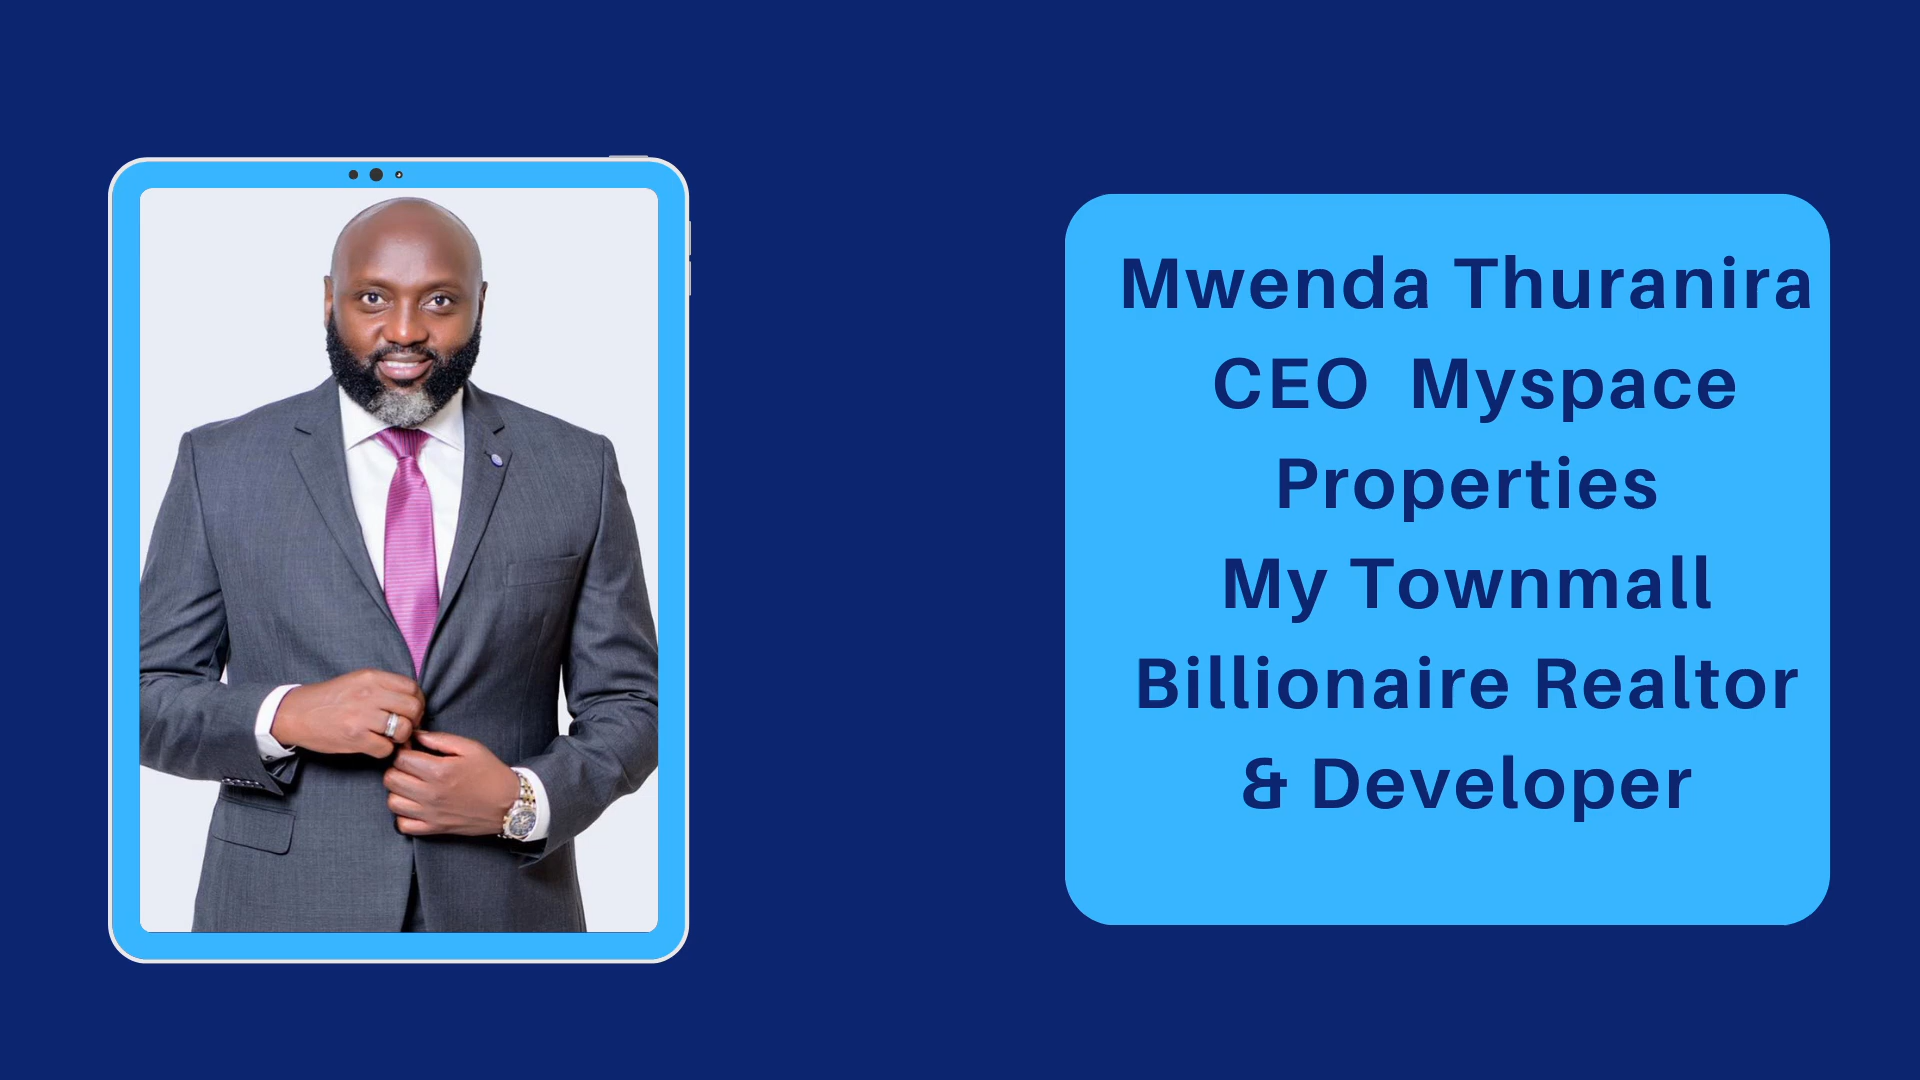 Mwenda Thuranira
CEO  Myspace
Properties
My Townmall
Billionaire Realtor
& Developer